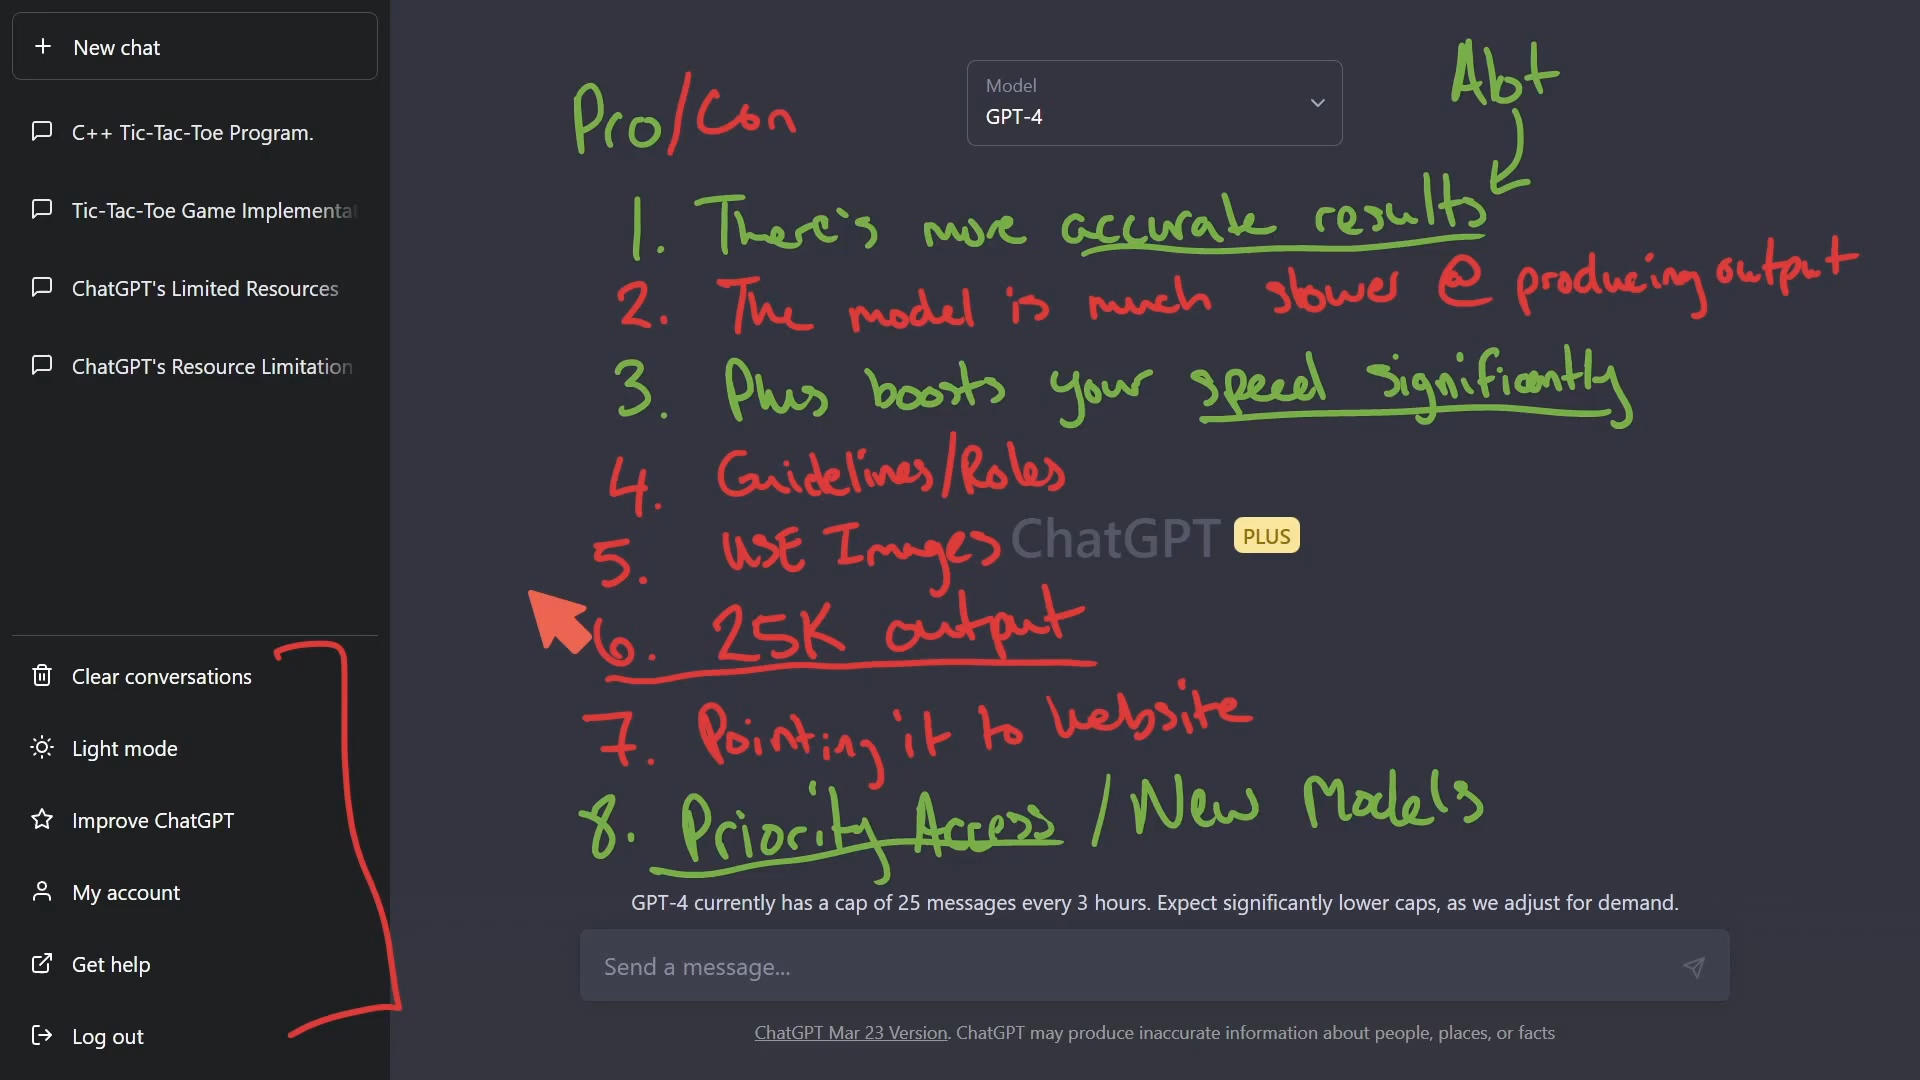 New chat
C++ Tic-Tac-Toe Program.
Tic-Tac-Toe Game Implementat
ChatGPT's Limited Resources
ChatGPT's Resource Limitation
Clear conversations
Light mode
Improve ChatGPT
My account
Get help
Log out
Pro/Con
Model
GPT-4
Abt
1. There's more accurate results
2. The model is much slower @ producing output
3. Plus boosts your speed significantly
4. Guidelines/Roles
5. USE Images
ChatGPT PLUS
6. 25K output
7. Pointing it to website
8. Priority Access / New Models
GPT-4 currently has a cap of 25 messages every 3 hours. Expect significantly lower caps, as we adjust for demand.
Send a message...
ChatGPT Mar 23 Version. ChatGPT may produce inaccurate information about people, places, or facts